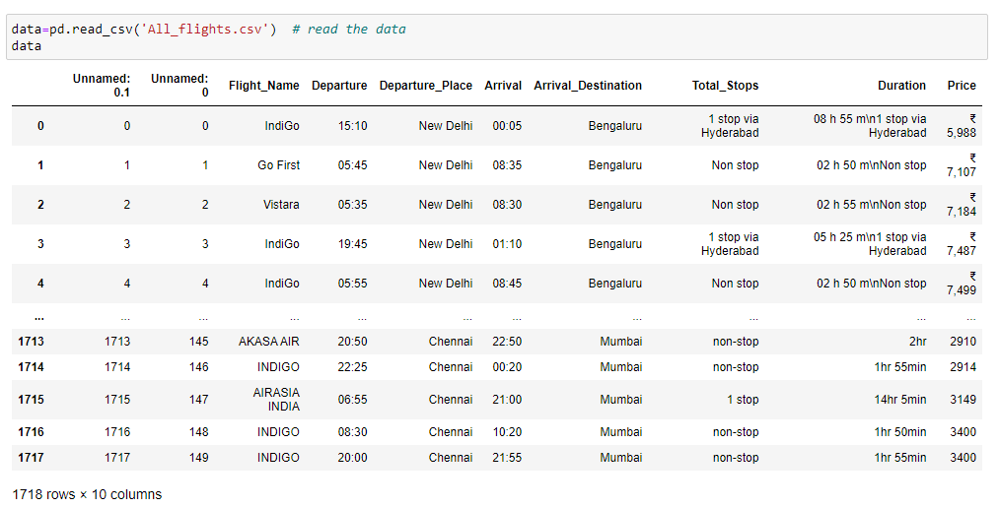 data=pd.read_csv('All_flights.csv')  # read the data
data
Unnamed: 0.1 Unnamed: 0 Flight_Name Departure Departure_Place Arrival Arrival_Destination Total_Stops Duration Price
0 0 0 IndiGo 15:10 New Delhi 00:05 Bengaluru 1 stop via Hyderabad 08 h 55 m\n1 stop via Hyderabad ₹ 5,988
1 1 1 Go First 05:45 New Delhi 08:35 Bengaluru Non stop 02 h 50 m\nNon stop ₹ 7,107
2 2 2 Vistara 05:35 New Delhi 08:30 Bengaluru Non stop 02 h 55 m\nNon stop ₹ 7,184
3 3 3 IndiGo 19:45 New Delhi 01:10 Bengaluru 1 stop via Hyderabad 05 h 25 m\n1 stop via Hyderabad ₹ 7,487
4 4 4 IndiGo 05:55 New Delhi 08:45 Bengaluru Non stop 02 h 50 m\nNon stop ₹ 7,499
... ... ... ... ... ... ... ... ... ... ...
1713 1713 145 AKASA AIR 20:50 Chennai 22:50 Mumbai non-stop 2hr 2910
1714 1714 146 INDIGO 22:25 Chennai 00:20 Mumbai non-stop 1hr 55min 2914
1715 1715 147 AIRASIA INDIA 06:55 Chennai 21:00 Mumbai 1 stop 14hr 5min 3149
1716 1716 148 INDIGO 08:30 Chennai 10:20 Mumbai non-stop 1hr 50min 3400
1717 1717 149 INDIGO 20:00 Chennai 21:55 Mumbai non-stop 1hr 55min 3400
1718 rows × 10 columns